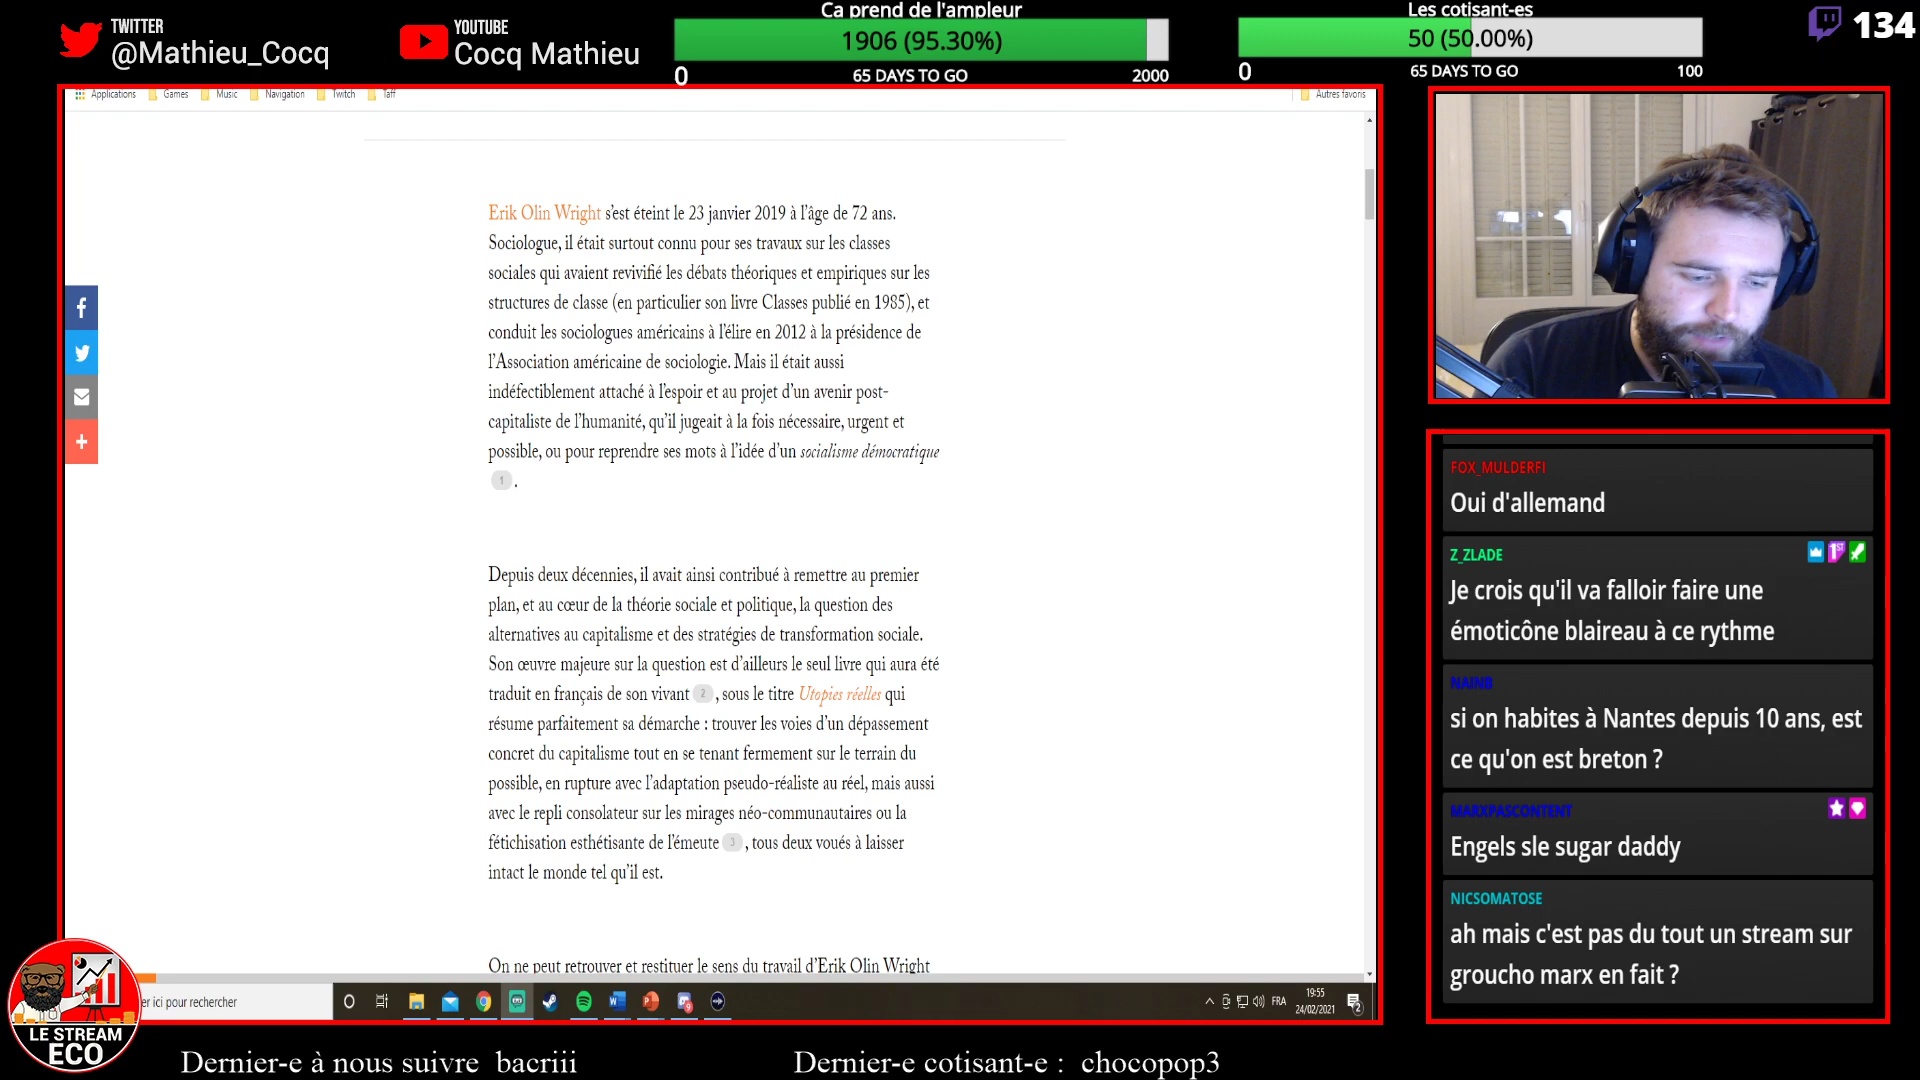 TWITTER
@Mathieu_Cocq
YOUTUBE
Cocq Mathieu
Ca prend de l'ampleur
1906 (95.30%)
0
65 DAYS TO GO
2000
Les cotisant-es
50 (50.00%)
0
65 DAYS TO GO
100
134
Applications
Games
Music
Navigation
Twitch
Taff
Autres favoris
Erik Olin Wright s'est éteint le 23 janvier 2019 à l'âge de 72 ans.
Sociologue, il était surtout connu pour ses travaux sur les classes
sociales qui avaient revivifié les débats théoriques et empiriques sur les
structures de classe (en particulier son livre Classes publié en 1985), et
conduit les sociologues américains à l'élire en 2012 à la présidence de
l'Association américaine de sociologie. Mais il était aussi
indéfectiblement attaché à l'espoir et au projet d'un avenir post-
capitaliste de l'humanité, qu'il jugeait à la fois nécessaire, urgent et
possible, ou pour reprendre ses mots à l'idée d'un socialisme démocratique
1 .
Depuis deux décennies, il avait ainsi contribué à remettre au premier
plan, et au cœur de la théorie sociale et politique, la question des
alternatives au capitalisme et des stratégies de transformation sociale.
Son œuvre majeure sur la question est d'ailleurs le seul livre qui aura été
traduit en français de son vivant 2 , sous le titre Utopies réelles qui
résume parfaitement sa démarche : trouver les voies d'un dépassement
concret du capitalisme tout en se tenant fermement sur le terrain du
possible, en rupture avec l'adaptation pseudo-réaliste au réel, mais aussi
avec le repli consolateur sur les mirages néo-communautaires ou la
fétichisation esthétisante de l'émeute 3 , tous deux voués à laisser
intact le monde tel qu'il est.
On ne peut retrouver et restituer le sens du travail d'Erik Olin Wright
FOX_MULDERFI
Oui d'allemand
Z_ZLADE
Je crois qu'il va falloir faire une
émoticône blaireau à ce rythme
NAINB
si on habites à Nantes depuis 10 ans, est
ce qu'on est breton ?
MARXPASCONTENT
Engels sle sugar daddy
NICSOMATOSE
ah mais c'est pas du tout un stream sur
groucho marx en fait ?
er ici pour rechercher
FRA
19:55
24/02/2021
2
LE STREAM
ECO
Dernier-e à nous suivre bacriii
Dernier-e cotisant-e : chocopop3